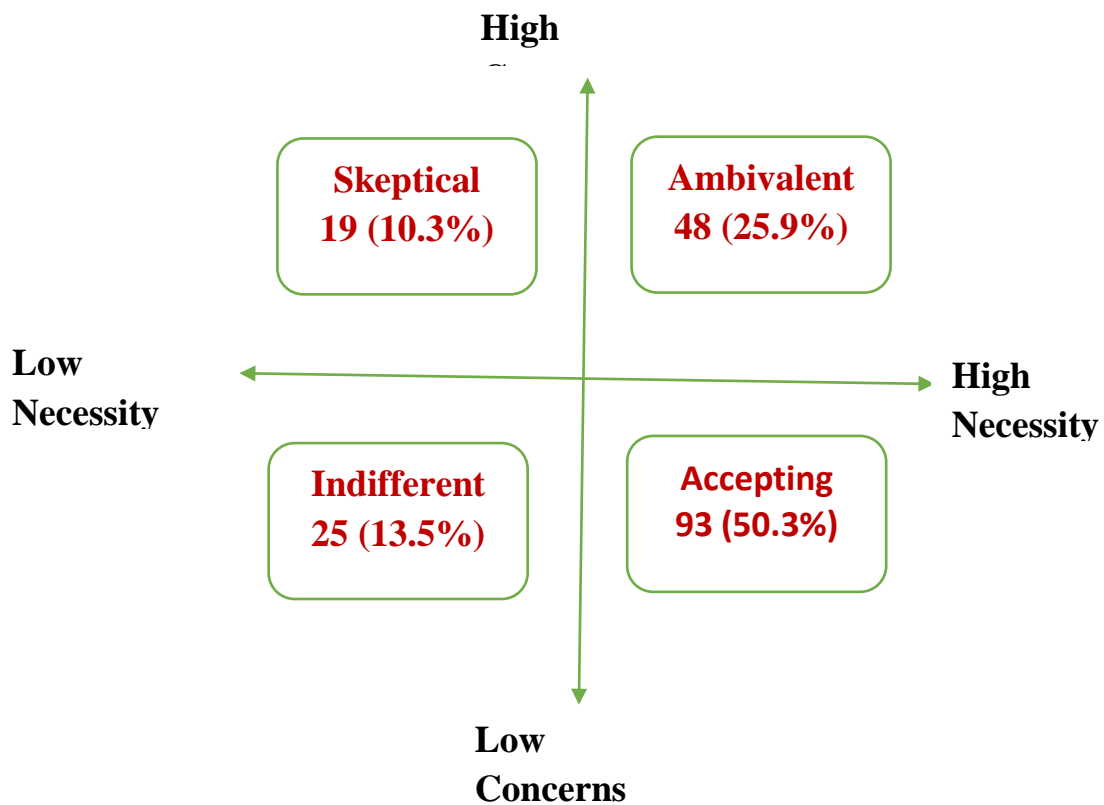 High
Skeptical
19 (10.3%)
Ambivalent
48 (25.9%)
Low
Necessity
High
Necessity
Indifferent
25 (13.5%)
Accepting
93 (50.3%)
Low
Concerns